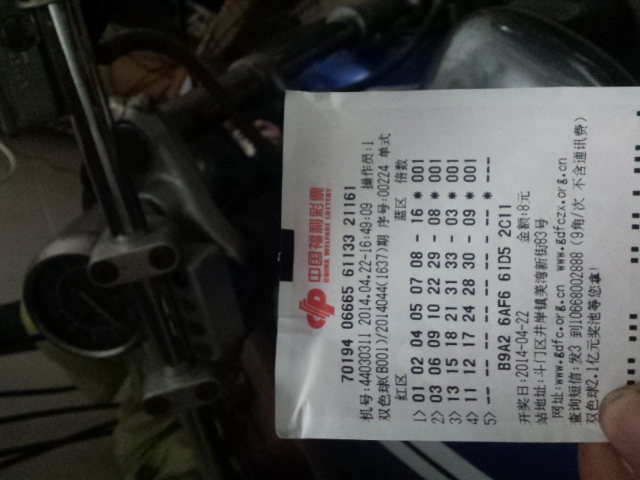 中国福利彩票
CHINA WELFARE LOTTERY
70194 06665 61133 21161
机号:44030311 2014.04.22-16:49:09 操作员:1
双色球(B001)/2014044(1637)期 序号:00224 单式
红区 蓝区 倍数
1> 01 02 04 05 07 08 - 16 * 001
2> 03 06 09 10 22 29 - 08 * 001
3> 13 15 18 21 31 33 - 03 * 001
4> 11 12 17 24 28 30 - 09 * 001
5> -- -- -- -- -- -- - -- * ---
B9A2 6AF6 61D5 2C11
开奖日:2014-04-22 金额:8元
站地址:斗门区井岸镇芙湾新街83号
网址:www.gdfc.org.cn www.gdfczx.org.cn
查询短信:发3 到10668002888 (9角/次 不含通讯费)
双色球2.1亿元奖池等您来!